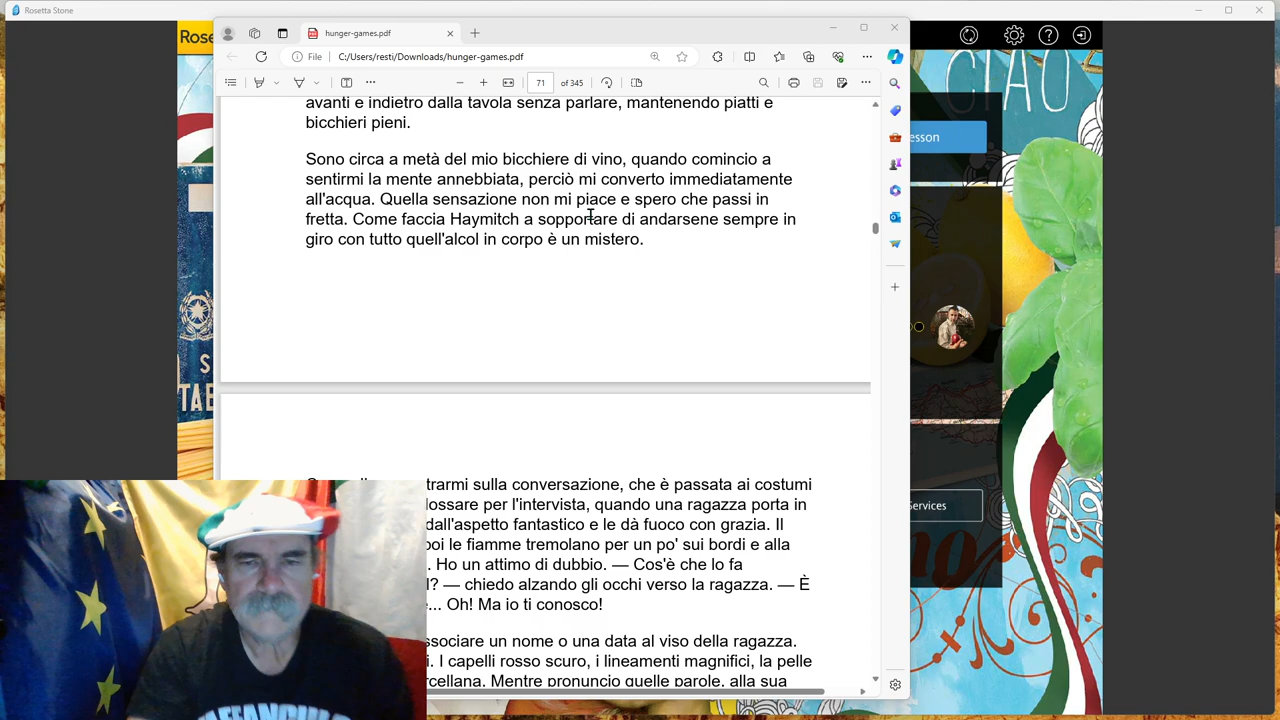 Rosetta Stone
Rose
hunger-games.pdf
File
C:/Users/resti/Downloads/hunger-games.pdf
71 of 345
CIAO
esson
avanti e indietro dalla tavola senza parlare, mantenendo piatti e
bicchieri pieni.
Sono circa a metà del mio bicchiere di vino, quando comincio a
sentirmi la mente annebbiata, perciò mi converto immediatamente
all'acqua. Quella sensazione non mi piace e spero che passi in
fretta. Come faccia Haymitch a sopportare di andarsene sempre in
giro con tutto quell'alcol in corpo è un mistero.
trarmi sulla conversazione, che è passata ai costumi
lossare per l'intervista, quando una ragazza porta in
dall'aspetto fantastico e le dà fuoco con grazia. Il
poi le fiamme tremolano per un po' sui bordi e alla
. Ho un attimo di dubbio. — Cos'è che lo fa
l? — chiedo alzando gli occhi verso la ragazza. — È
e... Oh! Ma io ti conosco!
ssociare un nome o una data al viso della ragazza.
i. I capelli rosso scuro, i lineamenti magnifici, la pelle
rcellana. Mentre pronuncio quelle parole, alla sua
Services